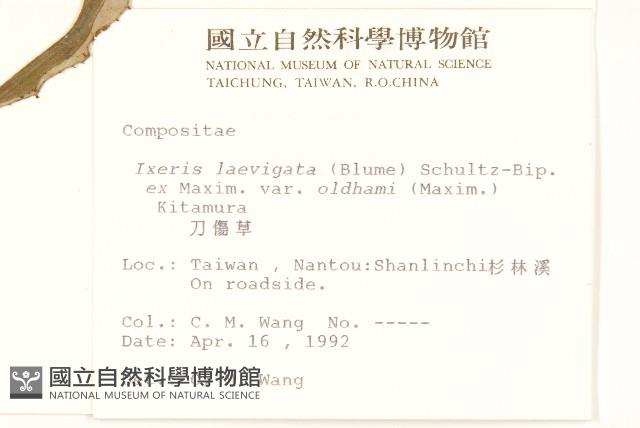 國立自然科學博物館
NATIONAL MUSEUM OF NATURAL SCIENCE
TAICHUNG, TAIWAN, R.O.CHINA
Compositae
Ixeris laevigata (Blume) Schultz-Bip.
ex Maxim. var. oldhami (Maxim.)
Kitamura
刀傷草
Loc.: Taiwan , Nantou:Shanlinchi杉林溪
On roadside.
Col.: C. M. Wang No. -----
Date: Apr. 16 , 1992
Wang
國立自然科學博物館
NATIONAL MUSEUM OF NATURAL SCIENCE